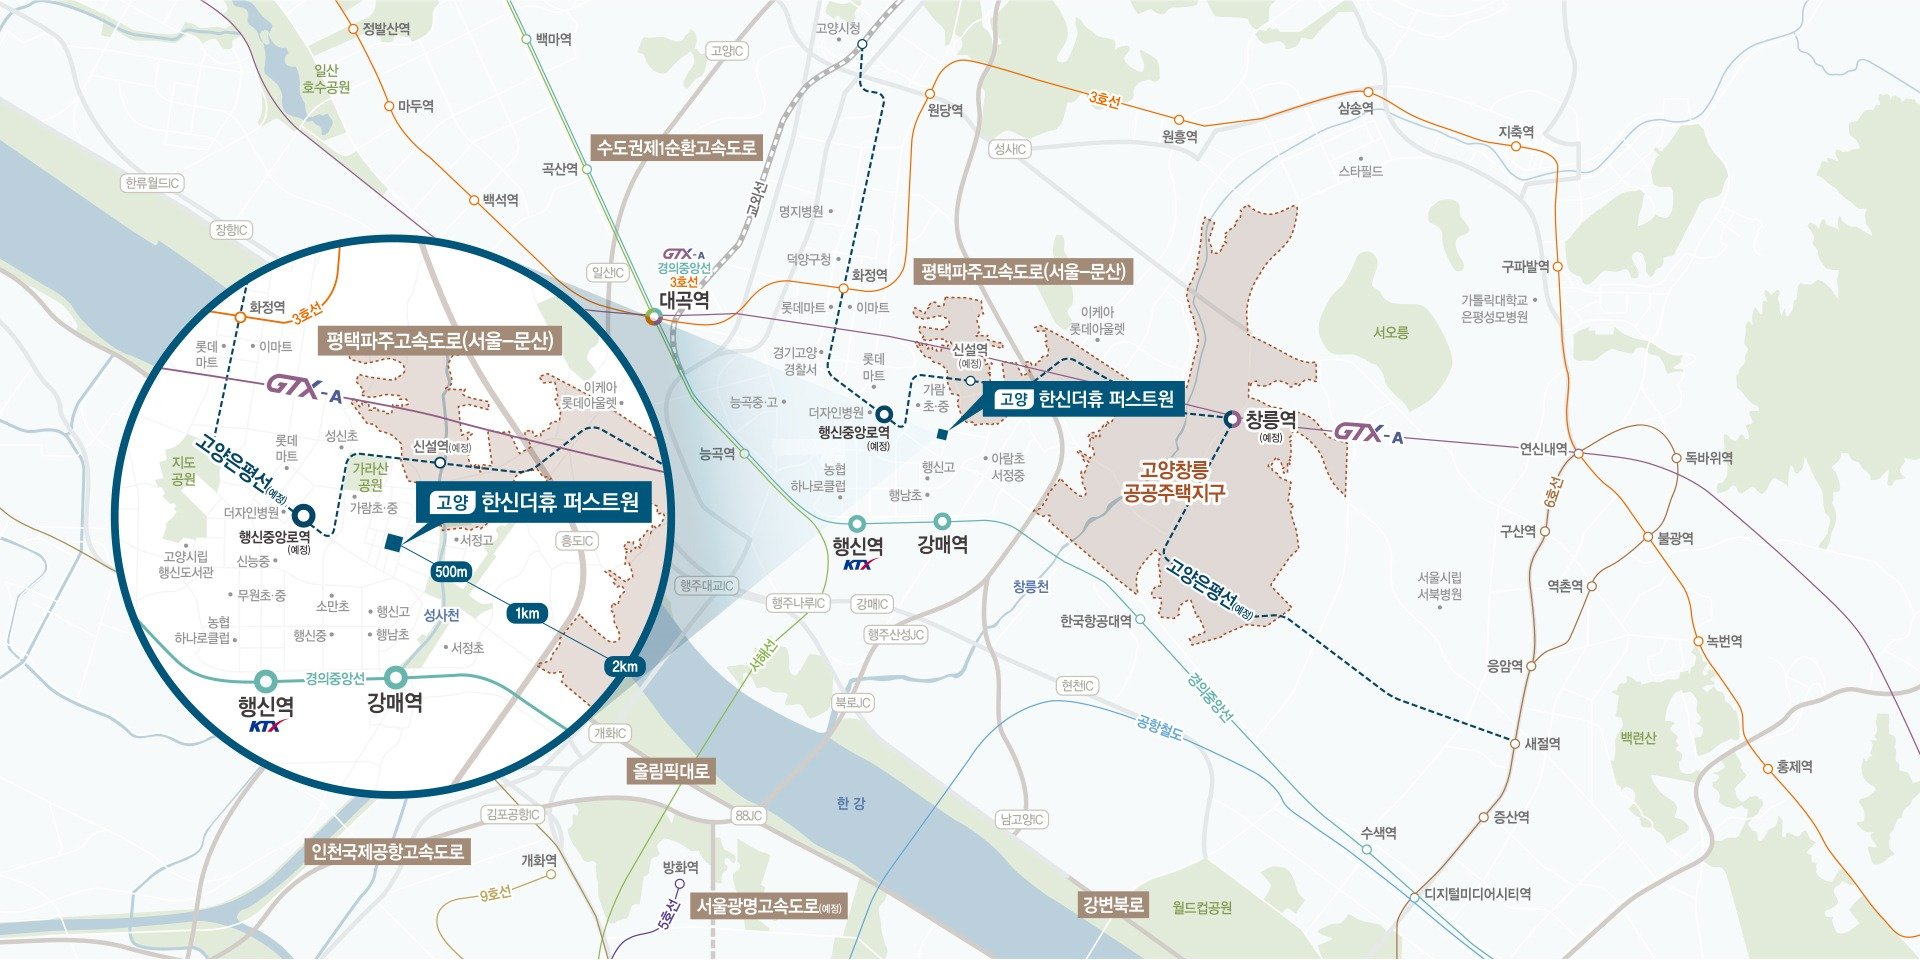 정발산역
백마역
고양시청
고양IC
일산
호수공원
마두역
원당역
3호선
삼송역
원흥역
지축역
수도권제1순환고속도로
성사IC
곡산역
스타필드
한류월드IC
백석역
교외선
명지병원
장항IC
GTX-A
경의중앙선
3호선
대곡역
일산IC
덕양구청
화정역
평택파주고속도로(서울-문산)
구파발역
롯데마트
이마트
가톨릭대학교
은평성모병원
이케아
롯데아울렛
서오릉
신설역
(예정)
경기고양
경찰서
롯데
마트
가람
초·중
고양 한신더휴 퍼스트원
능곡중·고
더자인병원
행신중앙로역
(예정)
창릉역
(예정)
GTX-A
연신내역
독바위역
능곡역
농협
하나로클럽
행신고
아람초
서정중
행남초
고양창릉
공공주택지구
6호선
구산역
불광역
행신역
KTX
강매역
행주대교IC
행주나루IC
강매IC
창릉천
고양은평선(예정)
서울시립
서북병원
역촌역
한국항공대역
행주산성JC
서해선
녹번역
응암역
현천IC
경의중앙선
북로JC
공항철도
새절역
백련산
홍제역
개화IC
올림픽대로
한 강
88JC
남고양IC
김포공항IC
증산역
수색역
인천국제공항고속도로
개화역
방화역
9호선
5호선
서울광명고속도로(예정)
강변북로
월드컵공원
디지털미디어시티역
화정역
3호선
평택파주고속도로(서울-문산)
롯데
마트
이마트
GTX-A
이케아
롯데아울렛
고양은평선(예정)
롯데
마트
성신초
신설역(예정)
지도
공원
가라산
공원
고양 한신더휴 퍼스트원
더자인병원
가람초·중
행신중앙로역
(예정)
서정고
흥도IC
고양시립
행신도서관
신능중
500m
무원초·중
소만초
행신고
성사천
1km
농협
하나로클럽
행신중
행남초
서정초
2km
경의중앙선
행신역
KTX
강매역